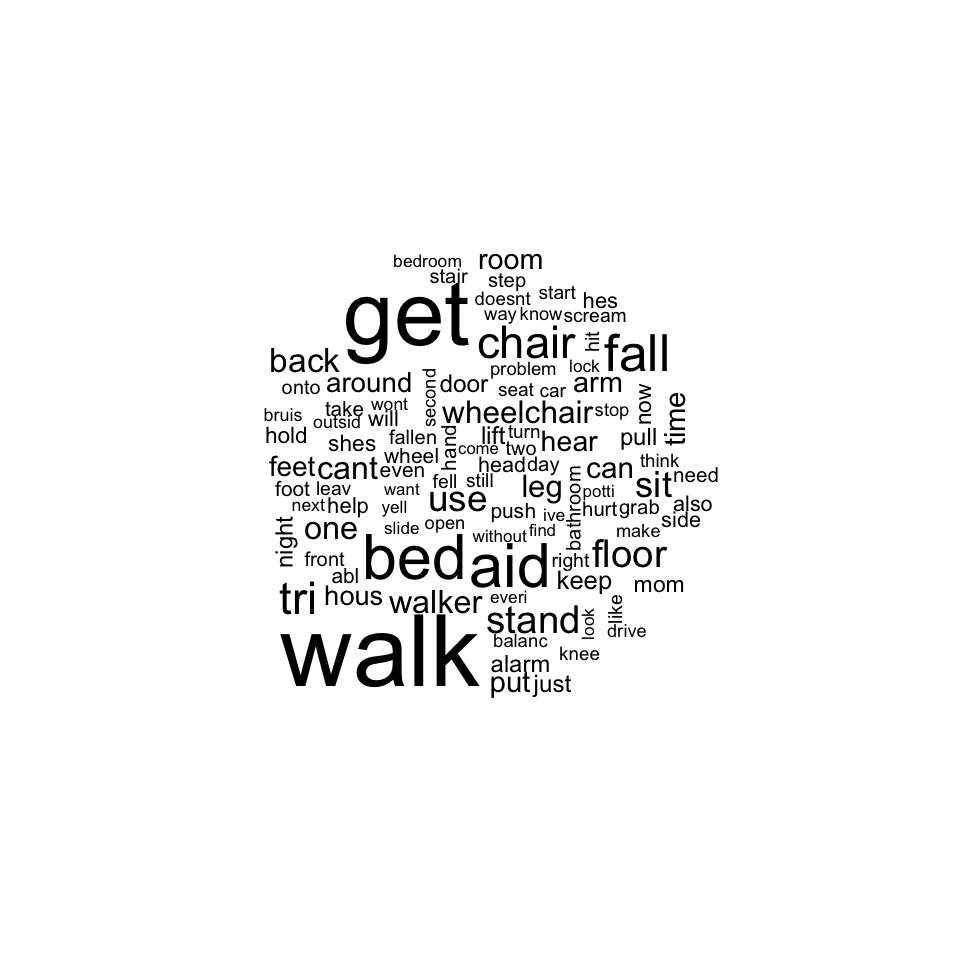 bedroom
room
stair
step
get
doesnt
start
hes
way
know
scream
chair
hit
fall
back
problem
lock
onto
around
second
door
seat
car
arm
now
time
bruis
take
wont
outsid
will
wheelchair
stop
hold
shes
fallen
hand
lift
turn
hear
pull
wheel
come
two
feet
cant
even
head
day
can
think
need
foot
leav
want
fell
still
leg
bathroom
potti
sit
next
help
yell
use
push
ive
hurt
grab
also
side
night
one
slide
open
without
find
make
front
abl
bed
aid
right
floor
keep
mom
tri
hous
walker
everi
stand
look
like
drive
walk
balanc
knee
alarm
put
just